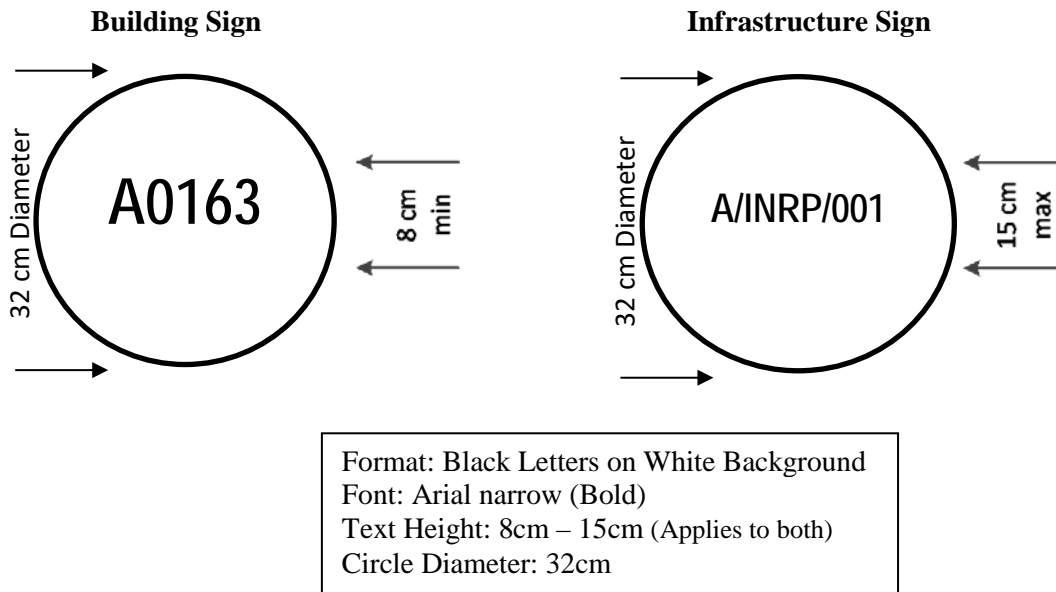 Building Sign
32 cm Diameter
A0163
8 cm
min
Infrastructure Sign
32 cm Diameter
A/INRP/001
15 cm
max
Format: Black Letters on White Background
Font: Arial narrow (Bold)
Text Height: 8cm – 15cm (Applies to both)
Circle Diameter: 32cm